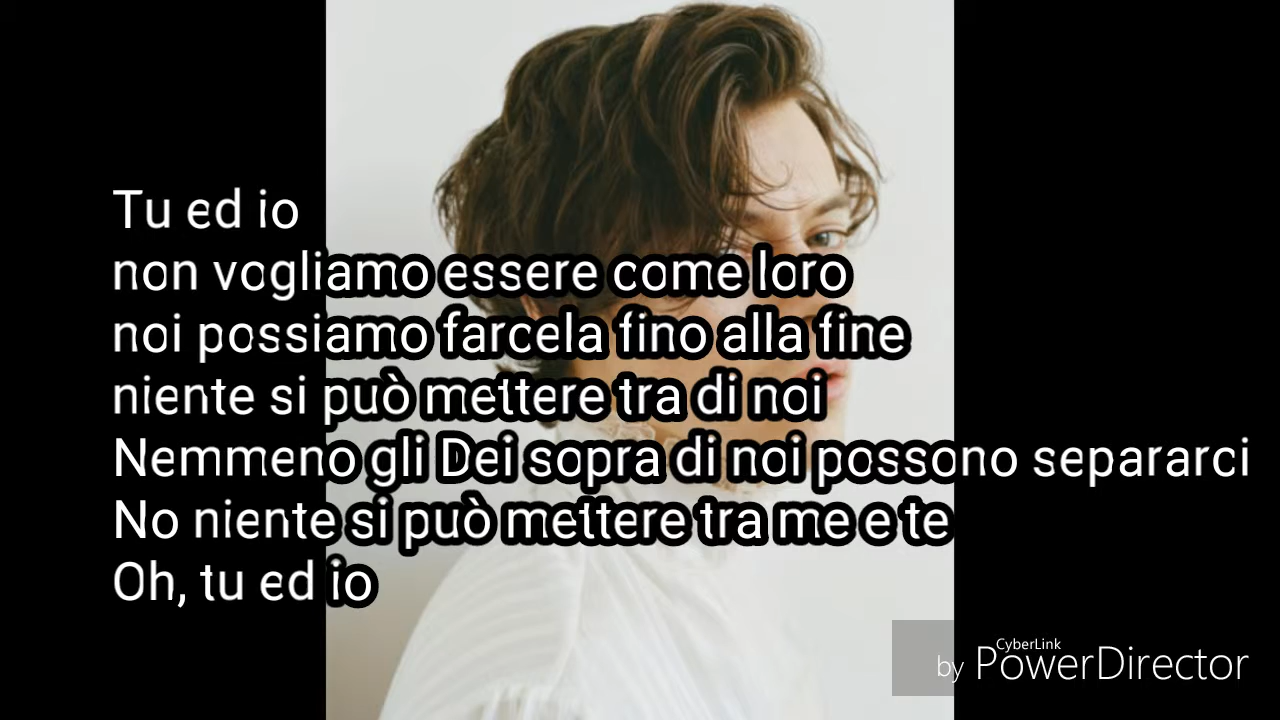 Tu ed io
non vogliamo essere come loro
noi possiamo farcela fino alla fine
niente si può mettere tra di noi
Nemmeno gli Dei sopra di noi possono separarci
No niente si può mettere tra me e te
Oh, tu ed io
CyberLink
by PowerDirector